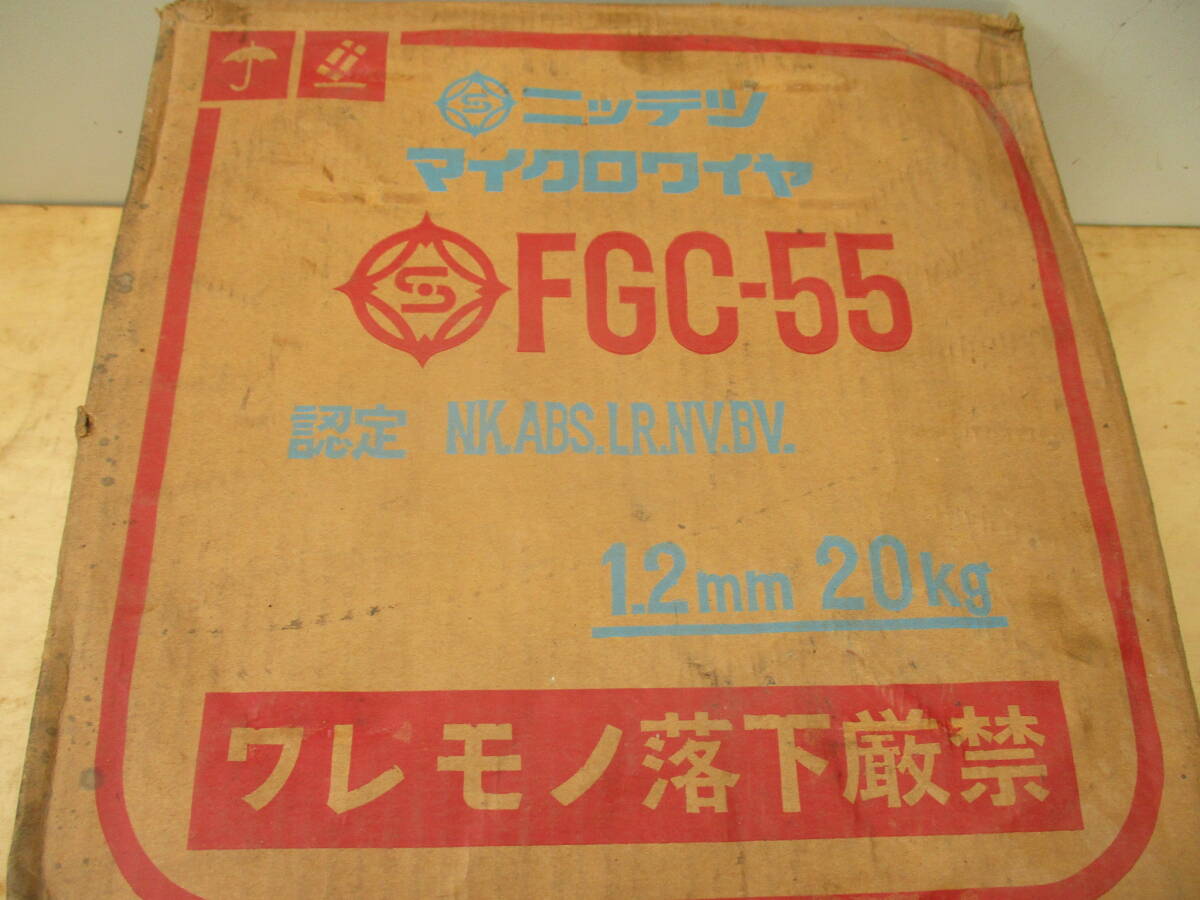 ニッテツ
マイクロワイヤ
FGC-55
認定 NK.ABS.LR.NV.BV.
1.2mm 20kg
ワレモノ落下厳禁